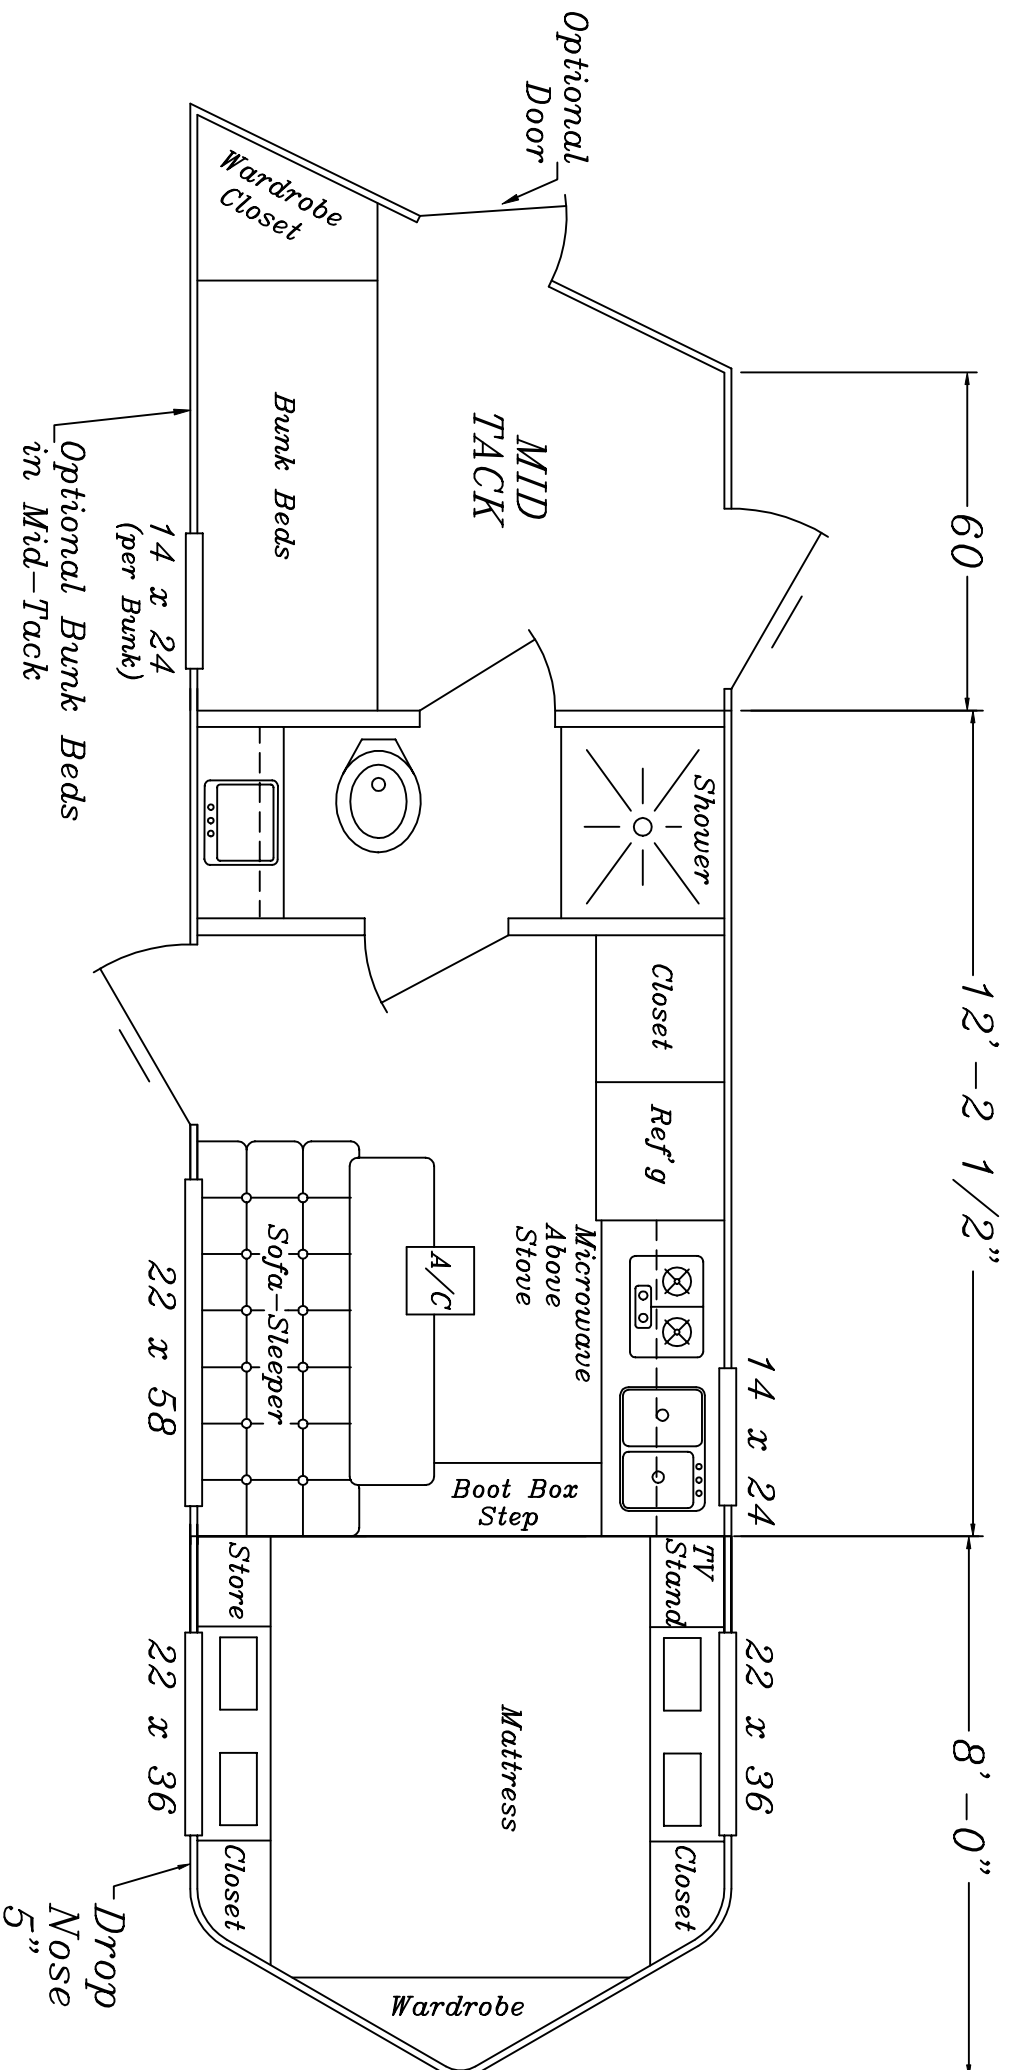 Optional
Door
Wardrobe
Closet
60
MID
TACK
Bunk Beds
14 x 24
(per Bunk)
Optional Bunk Beds
in Mid-Tack
12'-2 1/2"
Shower
Closet
Ref'g
Microwave
Above
Stove
A/C
Sofa-Sleeper
22 x 58
14 x 24
Boot Box
Step
8'-0"
TV
Stand
Store
22 x 36
22 x 36
Mattress
Closet
Closet
Wardrobe
Drop
Nose
5"